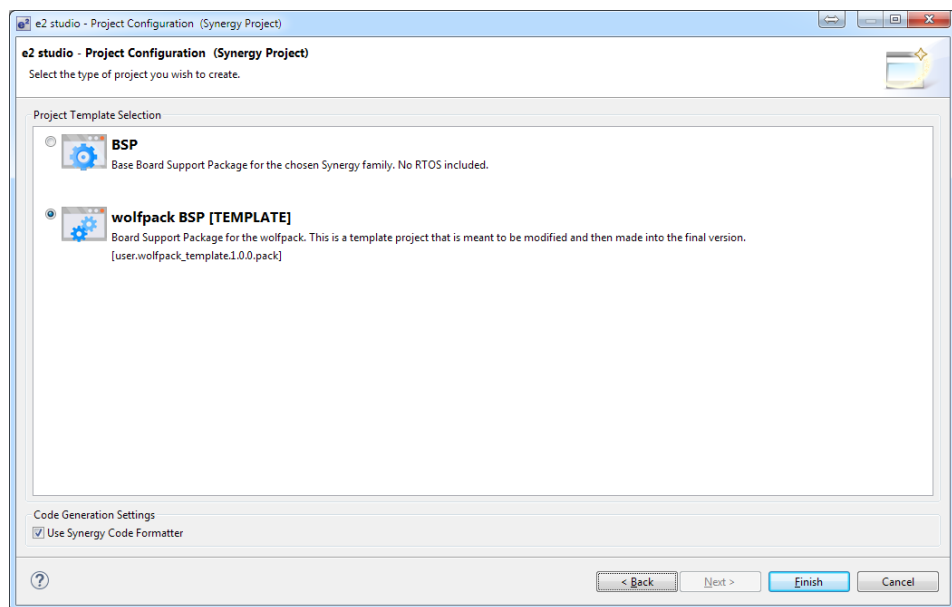 e2 studio - Project Configuration (Synergy Project)
e2 studio - Project Configuration (Synergy Project)
Select the type of project you wish to create.
Project Template Selection
BSP
Base Board Support Package for the chosen Synergy family. No RTOS included.
wolfpack BSP [TEMPLATE]
Board Support Package for the wolfpack. This is a template project that is meant to be modified and then made into the final version.
[user.wolfpack_template.1.0.0.pack]
Code Generation Settings
Use Synergy Code Formatter
< Back Next > Finish Cancel